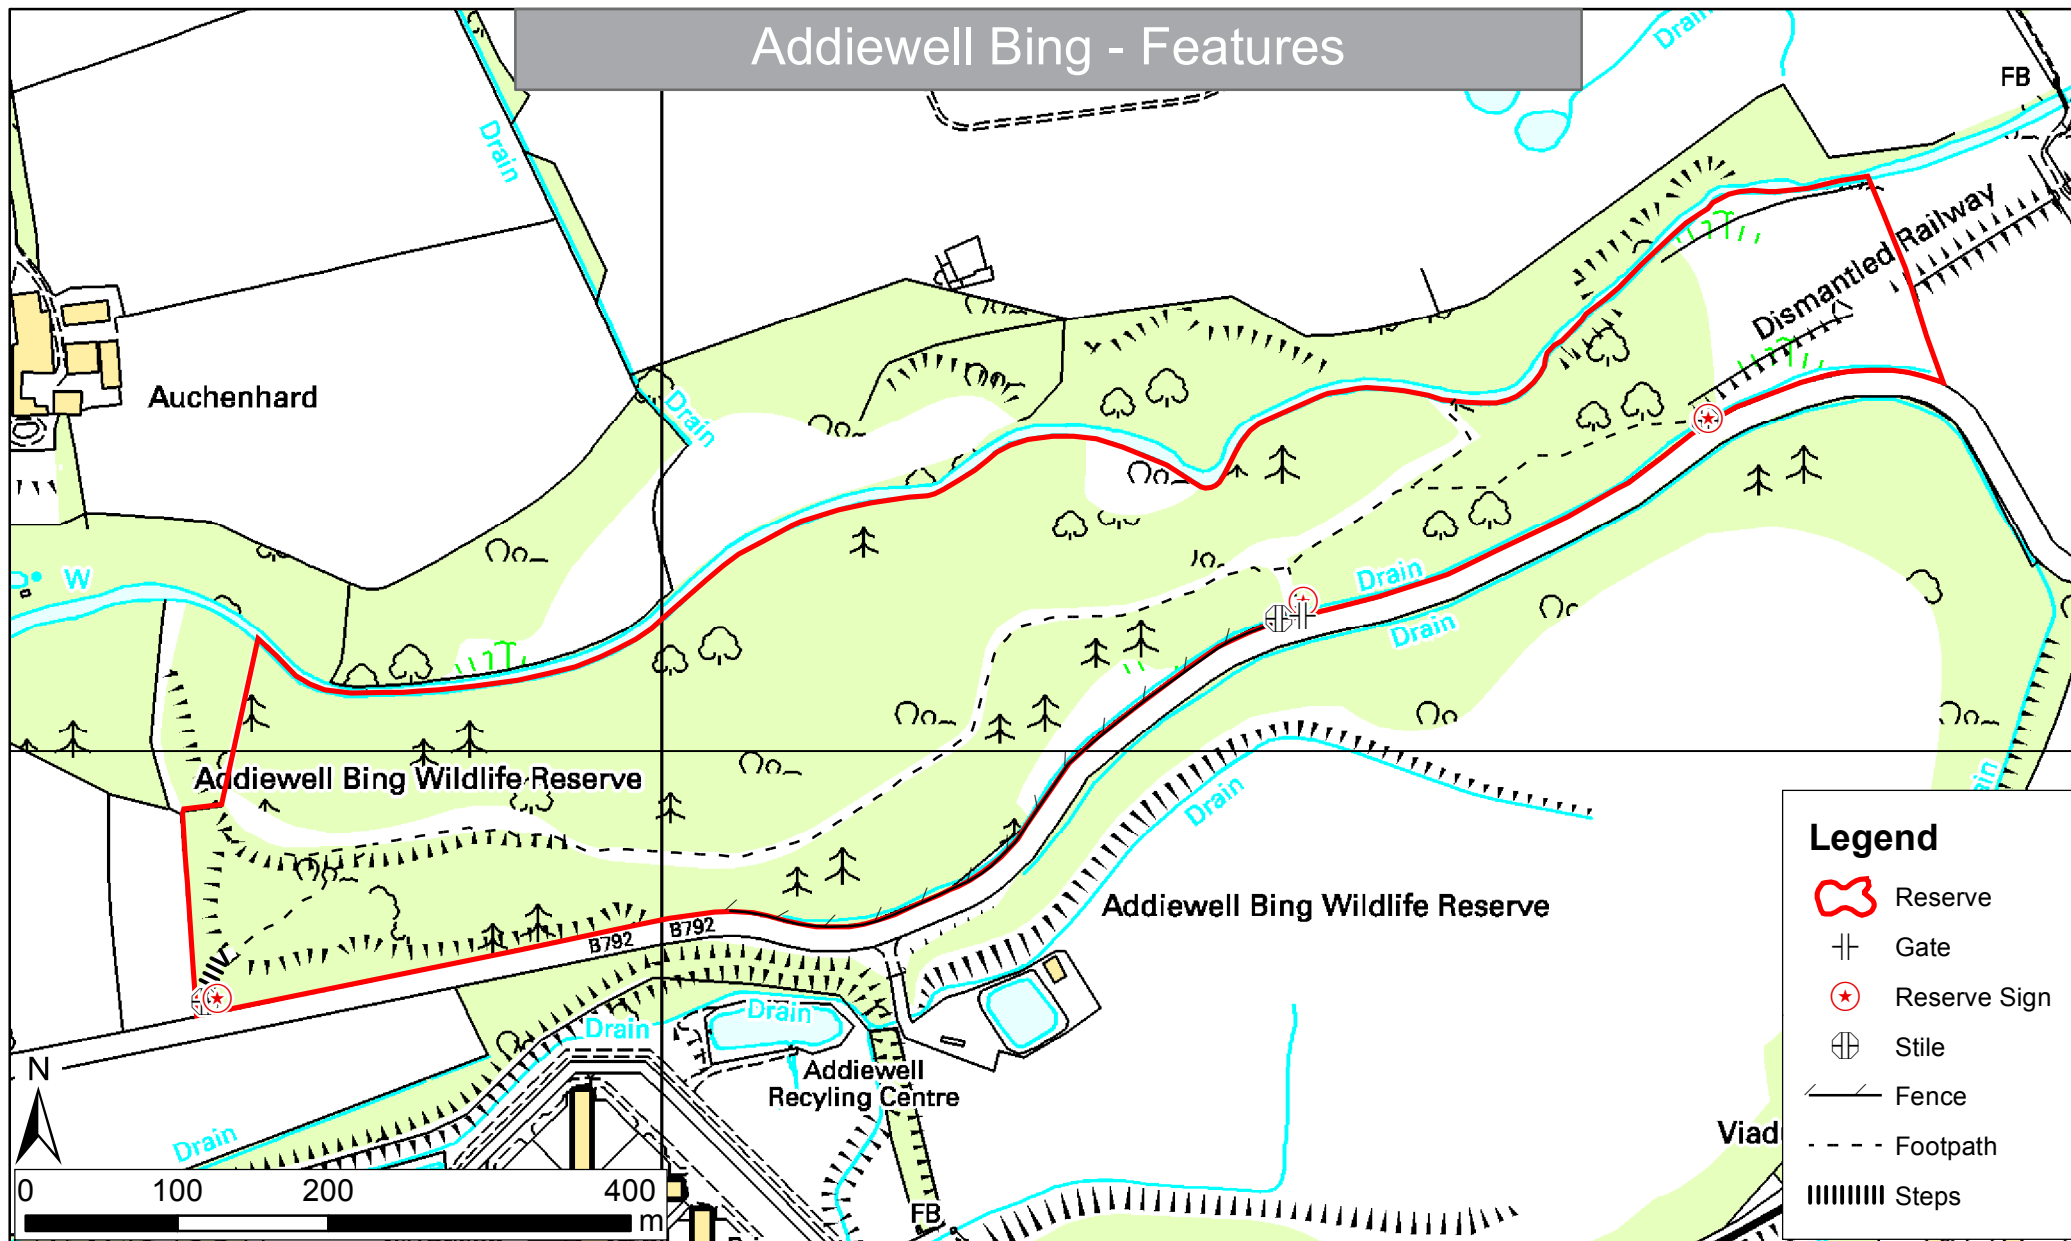 Addiewell Bing - Features
Drain
FB
Drain
Dismantled Railway
Auchenhard
Drain
W
Drain
Drain
Addiewell Bing Wildlife Reserve
Drain
Addiewell Bing Wildlife Reserve
B792
B792
Drain
Drain
Addiewell
Recyling Centre
Drain
Viad
FB
N
0 100 200 400
m
Legend
Reserve
Gate
Reserve Sign
Stile
Fence
Footpath
Steps